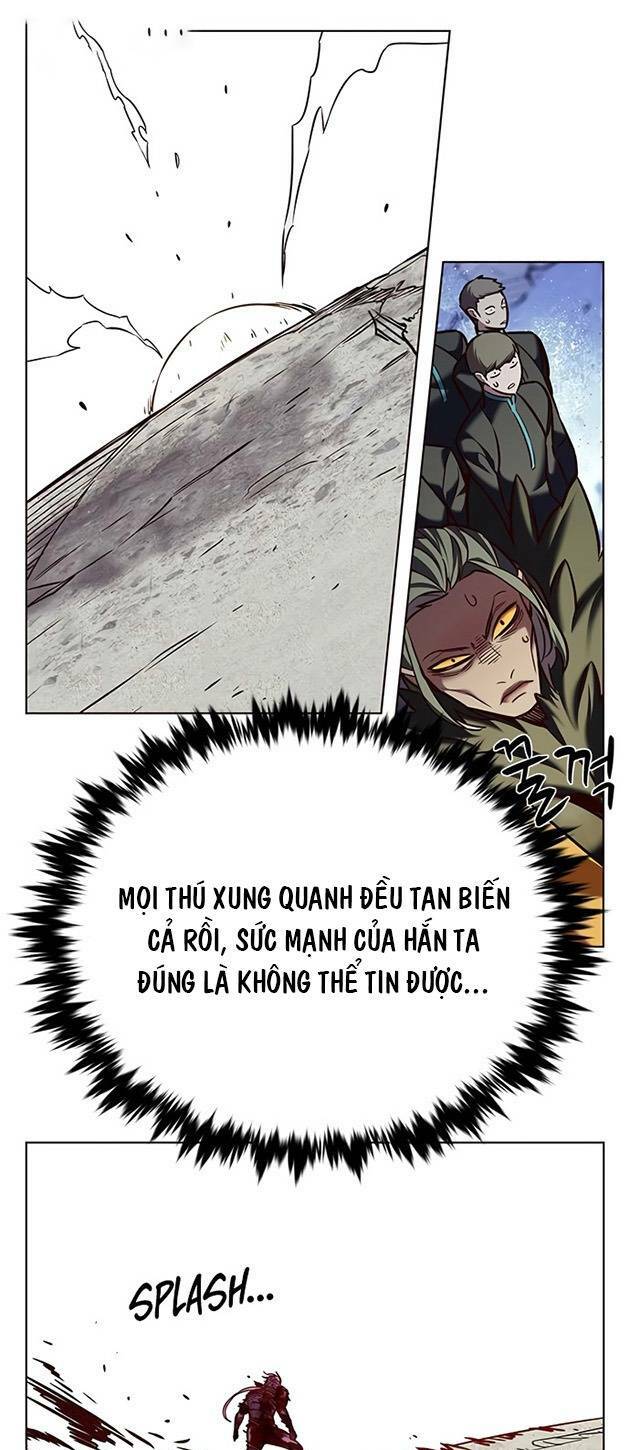 꿀꺽
MỌI THÚ XUNG QUANH ĐỀU TAN BIẾN
CẢ RỒI, SỨC MẠNH CỦA HẮN TA
ĐÚNG LÀ KHÔNG THỂ TIN ĐƯỢC...
SPLASH...